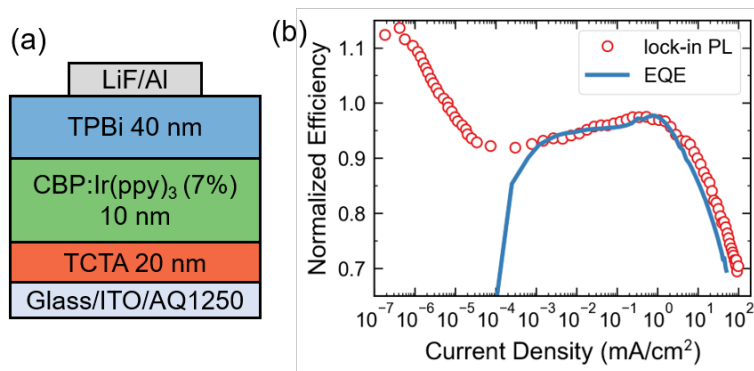 (a)
LiF/Al
TPBi 40 nm
CBP:Ir(ppy)₃ (7%)
10 nm
TCTA 20 nm
Glass/ITO/AQ1250
(b)
Normalized Efficiency
1.1
1.0
0.9
0.8
0.7
lock-in PL
EQE
10⁻⁷ 10⁻⁶ 10⁻⁵ 10⁻⁴ 10⁻³ 10⁻² 10⁻¹ 10⁰ 10¹ 10²
Current Density (mA/cm²)